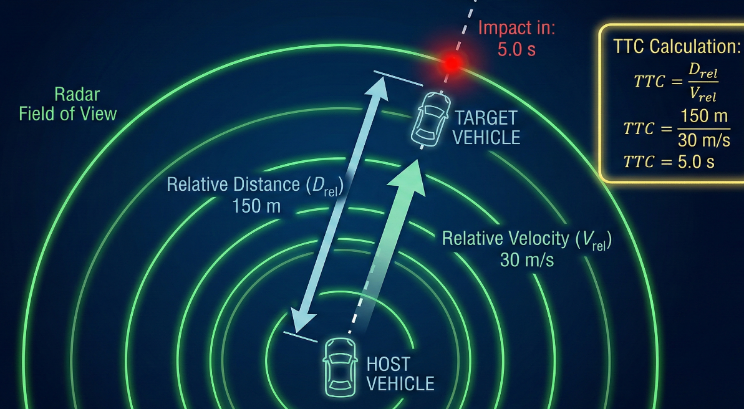 Impact in:
5.0 s
TTC Calculation:
TTC = D_rel / V_rel
TTC = 150 m / 30 m/s
TTC = 5.0 s
Radar
Field of View
TARGET
VEHICLE
Relative Distance (D_rel)
150 m
Relative Velocity (V_rel)
30 m/s
HOST
VEHICLE